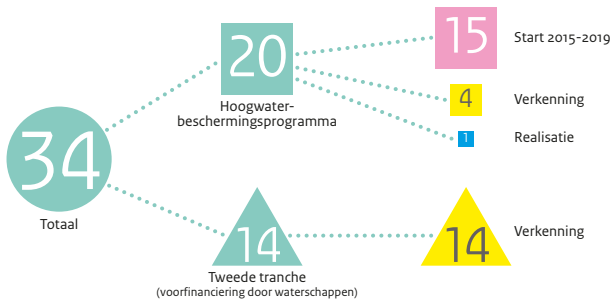 34
Totaal
20
Hoogwater-
beschermingsprogramma
15
Start 2015-2019
4
Verkenning
1
Realisatie
14
Tweede tranche
(voorfinanciering door waterschappen)
14
Verkenning